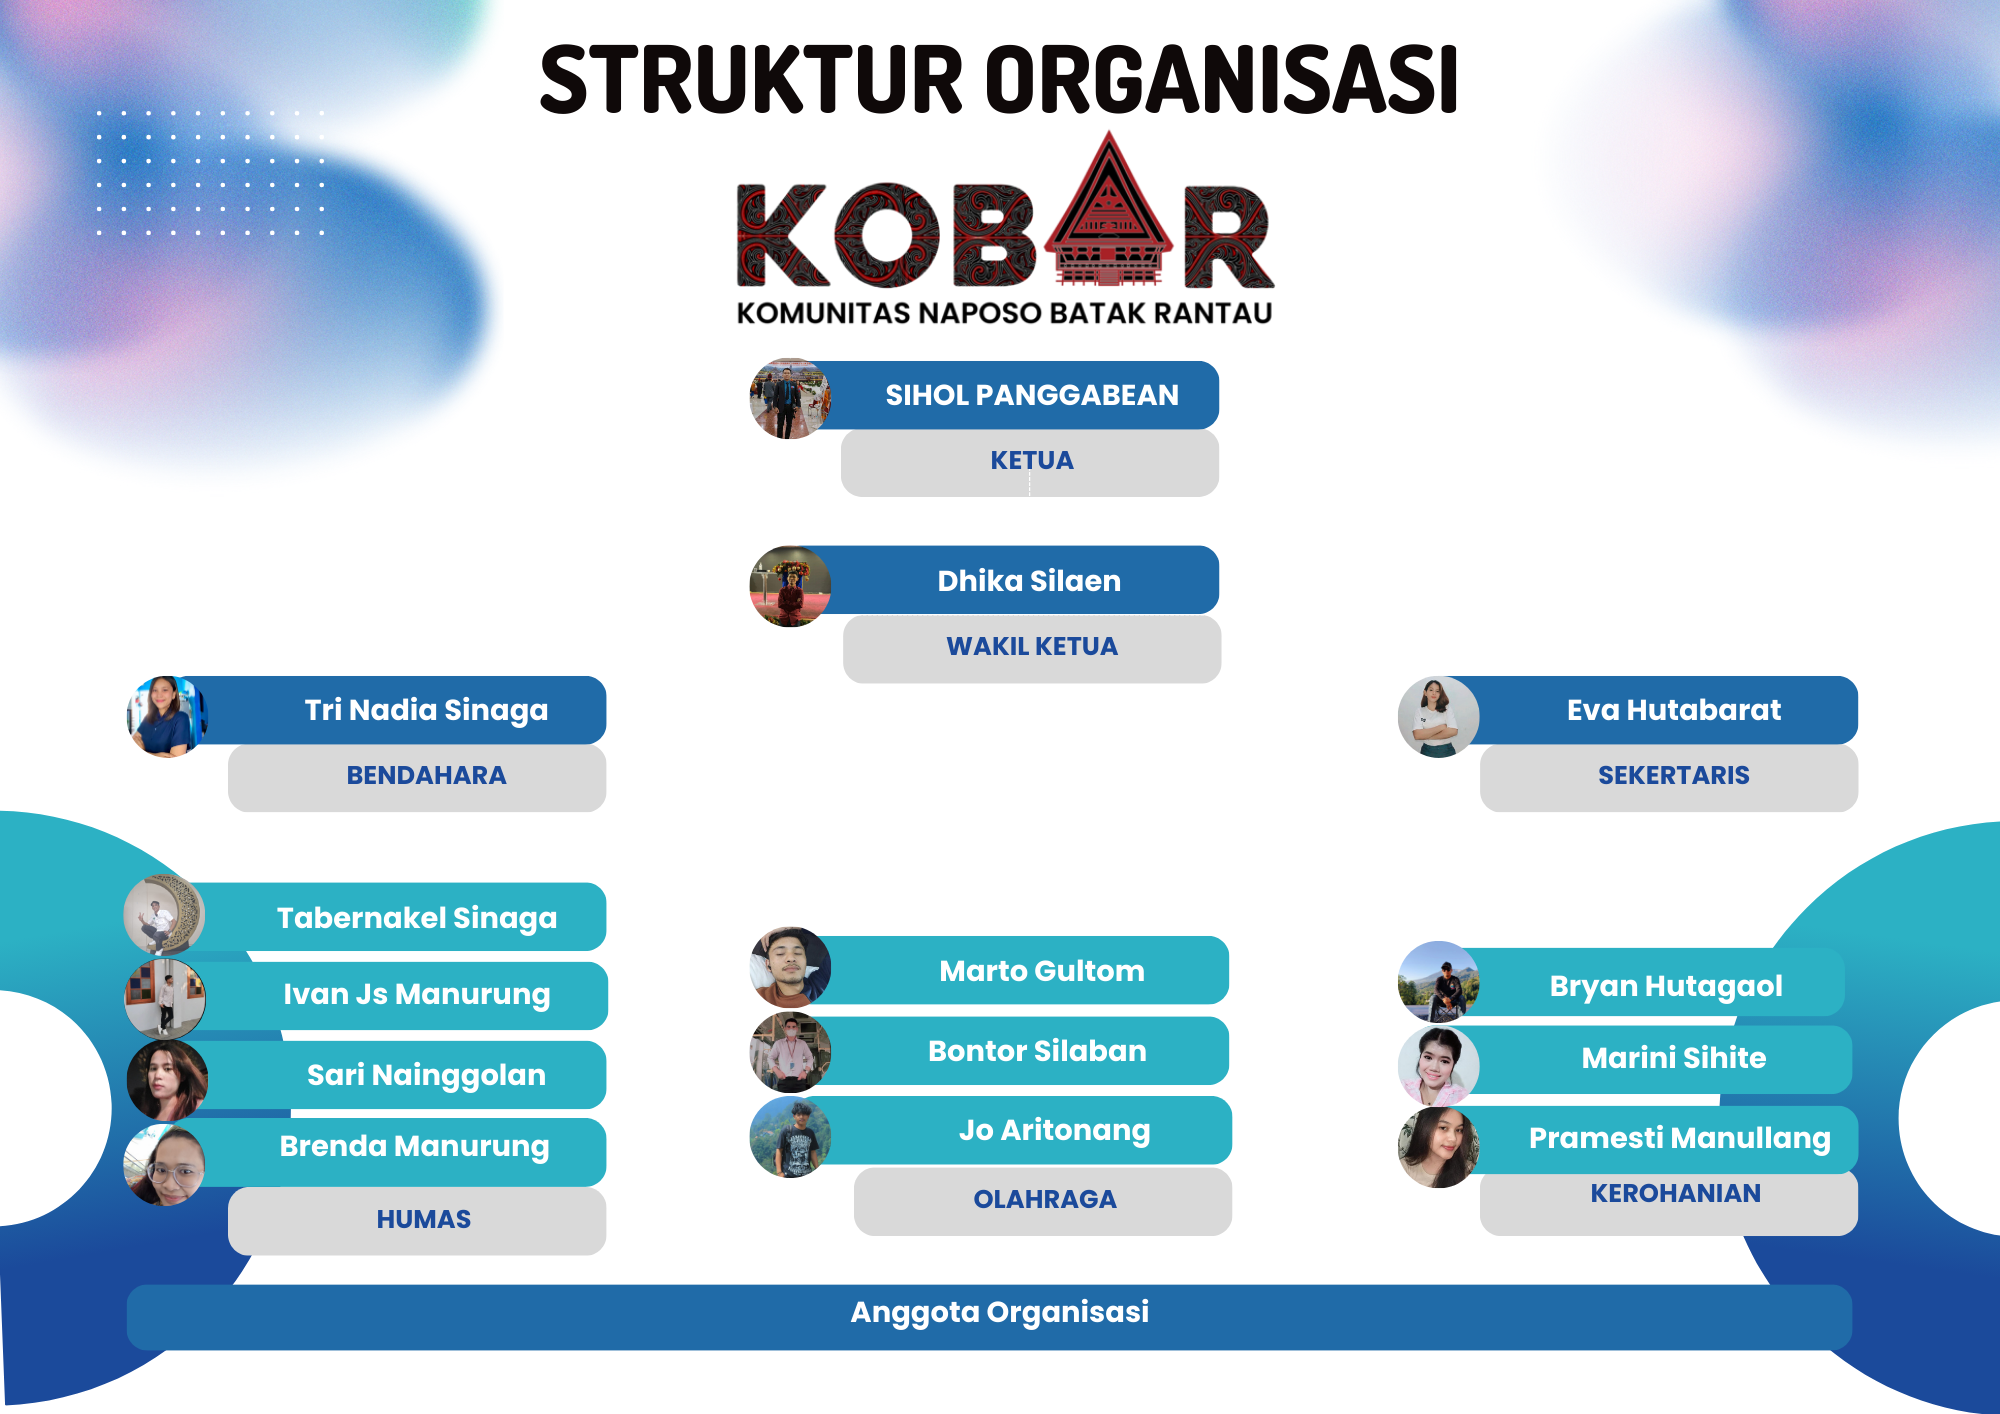 STRUKTUR ORGANISASI
KOBAR
KOMUNITAS NAPOSO BATAK RANTAU
SIHOL PANGGABEAN
KETUA
Dhika Silaen
WAKIL KETUA
Tri Nadia Sinaga
BENDAHARA
Eva Hutabarat
SEKERTARIS
Tabernakel Sinaga
Ivan Js Manurung
Sari Nainggolan
Brenda Manurung
HUMAS
Marto Gultom
Bontor Silaban
Jo Aritonang
OLAHRAGA
Bryan Hutagaol
Marini Sihite
Pramesti Manullang
KEROHANIAN
Anggota Organisasi